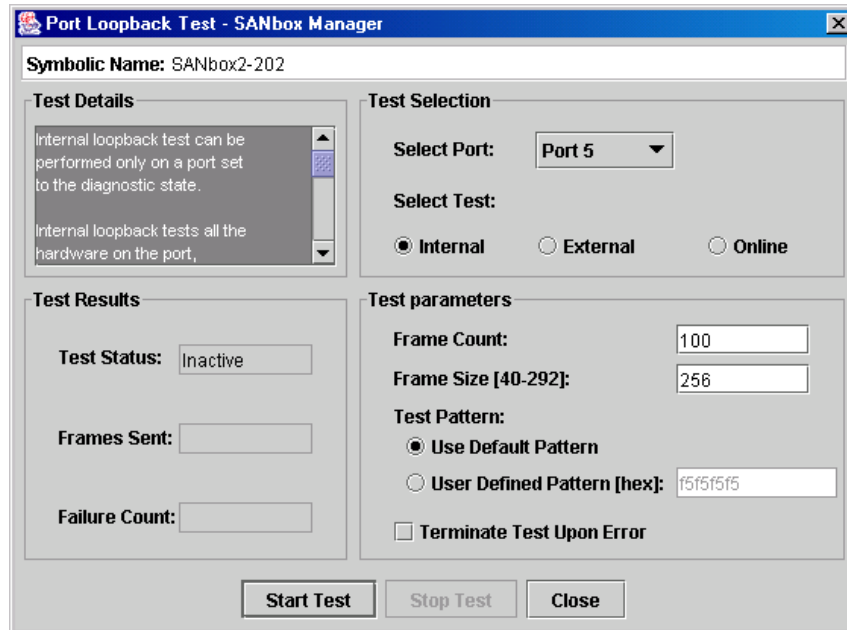 Port Loopback Test - SANbox Manager
Symbolic Name: SANbox2-202
Test Details
Internal loopback test can be
performed only on a port set
to the diagnostic state.
Internal loopback tests all the
hardware on the port,
Test Selection
Select Port: Port 5
Select Test:
Internal External Online
Test Results
Test Status: Inactive
Frames Sent:
Failure Count:
Test parameters
Frame Count: 100
Frame Size [40-292]: 256
Test Pattern:
Use Default Pattern
User Defined Pattern [hex]: f5f5f5f5
Terminate Test Upon Error
Start Test Stop Test Close